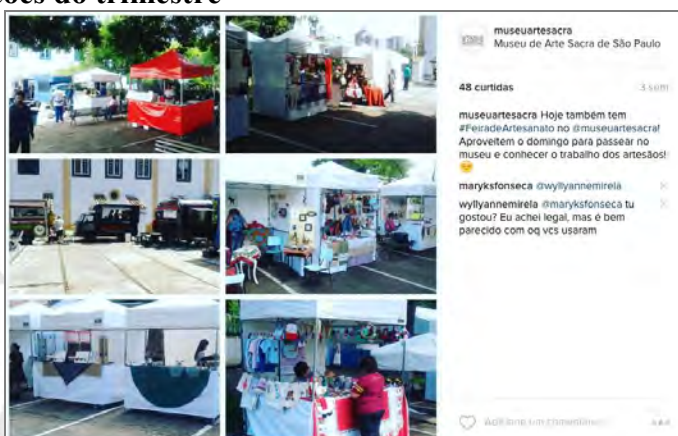 ões do trimestre
museuartesacra
Museu de Arte Sacra de São Paulo
48 curtidas
3 sem
museuartesacra Hoje também tem
#FeiradeArtesanato no @museuartesacra!
Aproveitem o domingo para passear no
museu e conhecer o trabalho dos artesãos!
maryksfonseca @wyllyannemirela
wyllyannemirela @maryksfonseca tu
gostou? Eu achei legal, mas é bem
parecido com oq vcs usaram
Adicione um comentário...